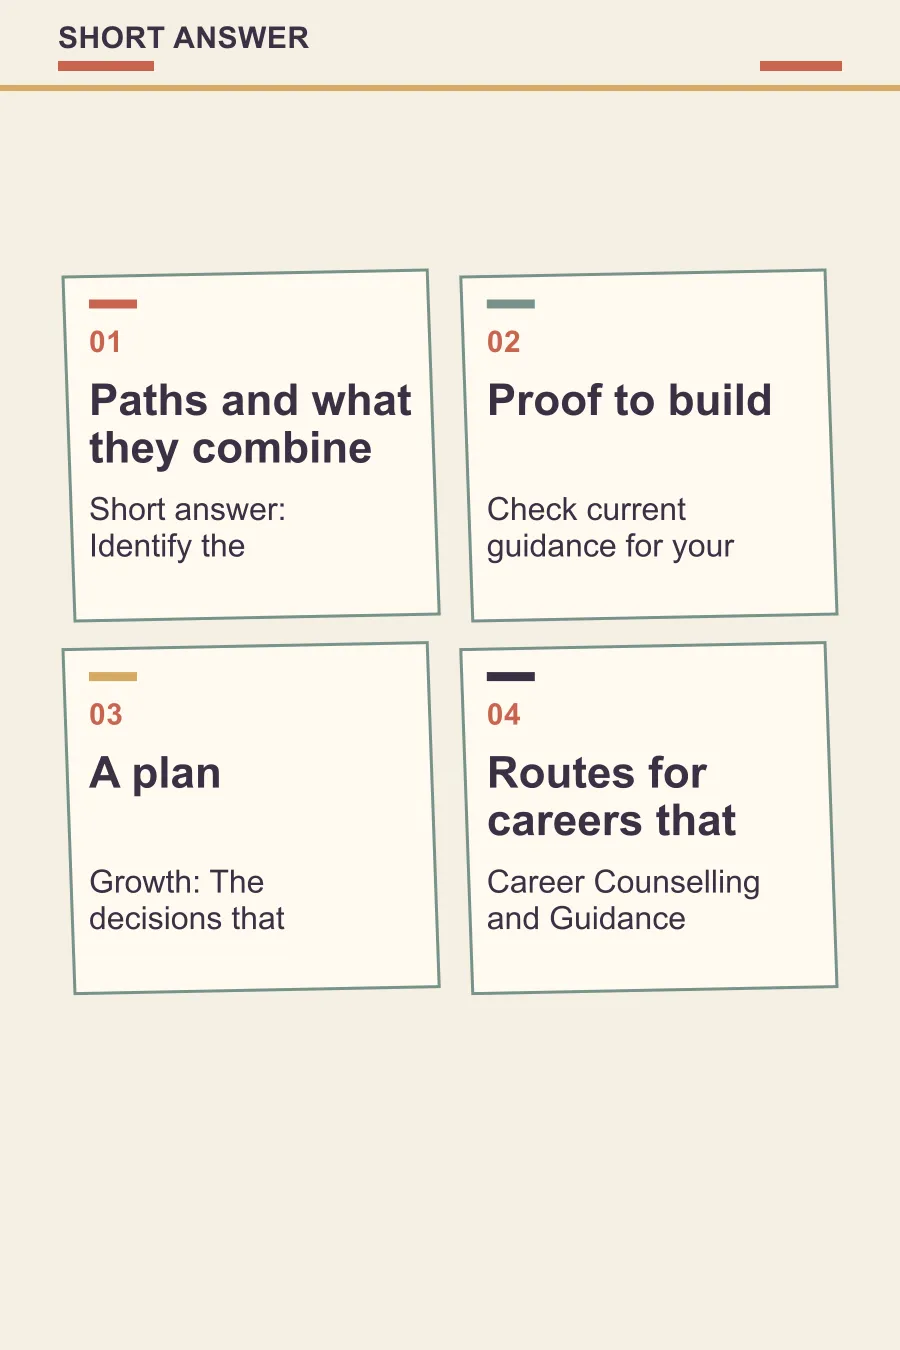 SHORT ANSWER
01
Paths and what
they combine
Short answer:
Identify the
02
Proof to build
Check current
guidance for your
03
A plan
Growth: The
decisions that
04
Routes for
careers that
Career Counselling
and Guidance